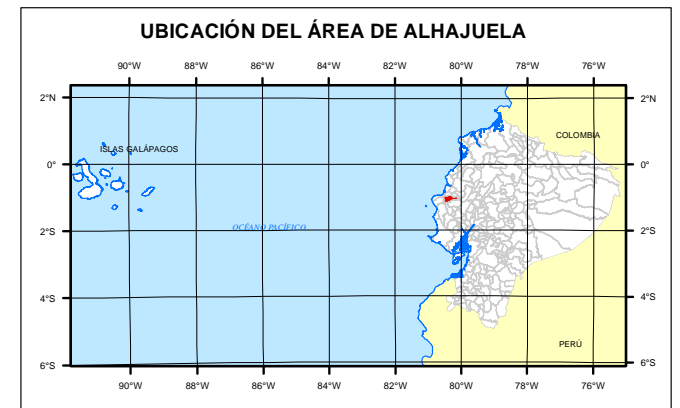 UBICACIÓN DEL ÁREA DE ALHAJUELA
90°W 88°W 86°W 84°W 82°W 80°W 78°W 76°W
2°N 2°N
COLOMBIA
ISLAS GALÁPAGOS
0° 0°
OCÉANO PACÍFICO
2°S 2°S
4°S 4°S
PERÚ
6°S 6°S
90°W 88°W 86°W 84°W 82°W 80°W 78°W 76°W